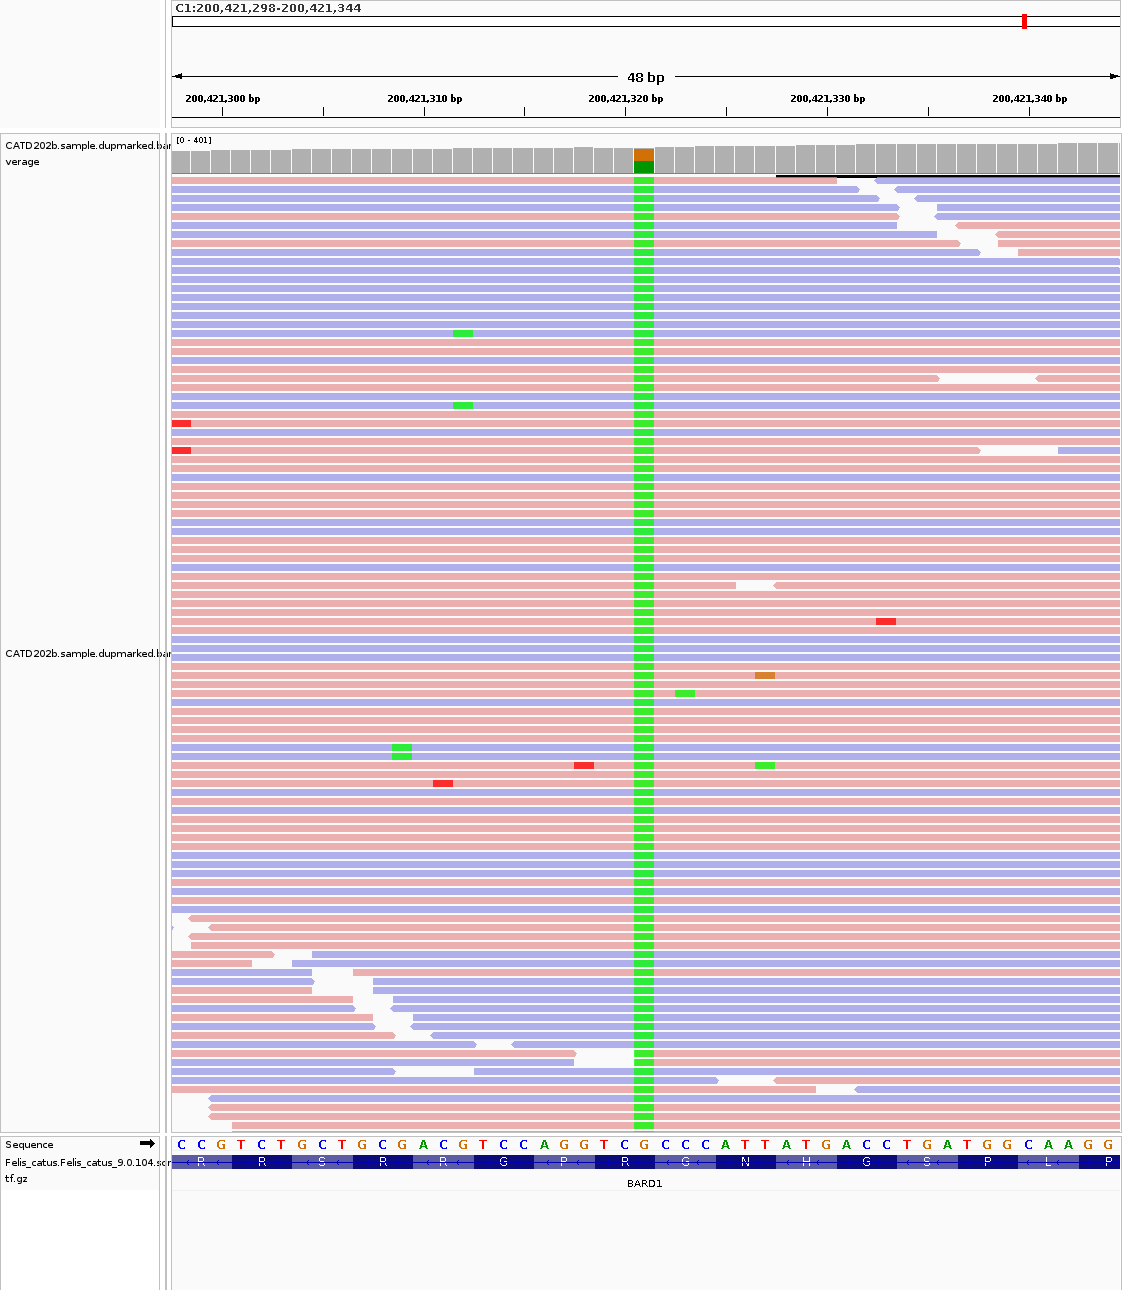 C1:200,421,298-200,421,344
48 bp
200,421,300 bp 200,421,310 bp 200,421,320 bp 200,421,330 bp 200,421,340 bp
[0 - 401]
CATD202b.sample.dupmarked.bar
verage
CATD202b.sample.dupmarked.bar
Sequence C C G T C T G C T G C G A C G T C C A G G T C G C C C A T T A T G A C C T G A T G G C A A G G
Felis_catus.Felis_catus_9.0.104.sor R R S R R G P R G N H G S P L P
tf.gz
BARD1